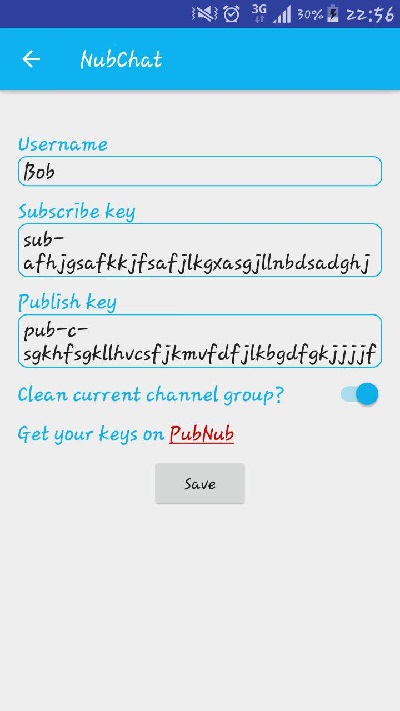 3G 30% 22:56
NubChat
Username
Bob
Subscribe key
sub-
afhjgsafkkjfsafjlkgxasgjllnbdsadghj
Publish key
pub-c-
sgkhfsgkllhvcsfjkmvfdfjlkbgdfgkjjjjf
Clean current channel group?
Get your keys on PubNub
Save